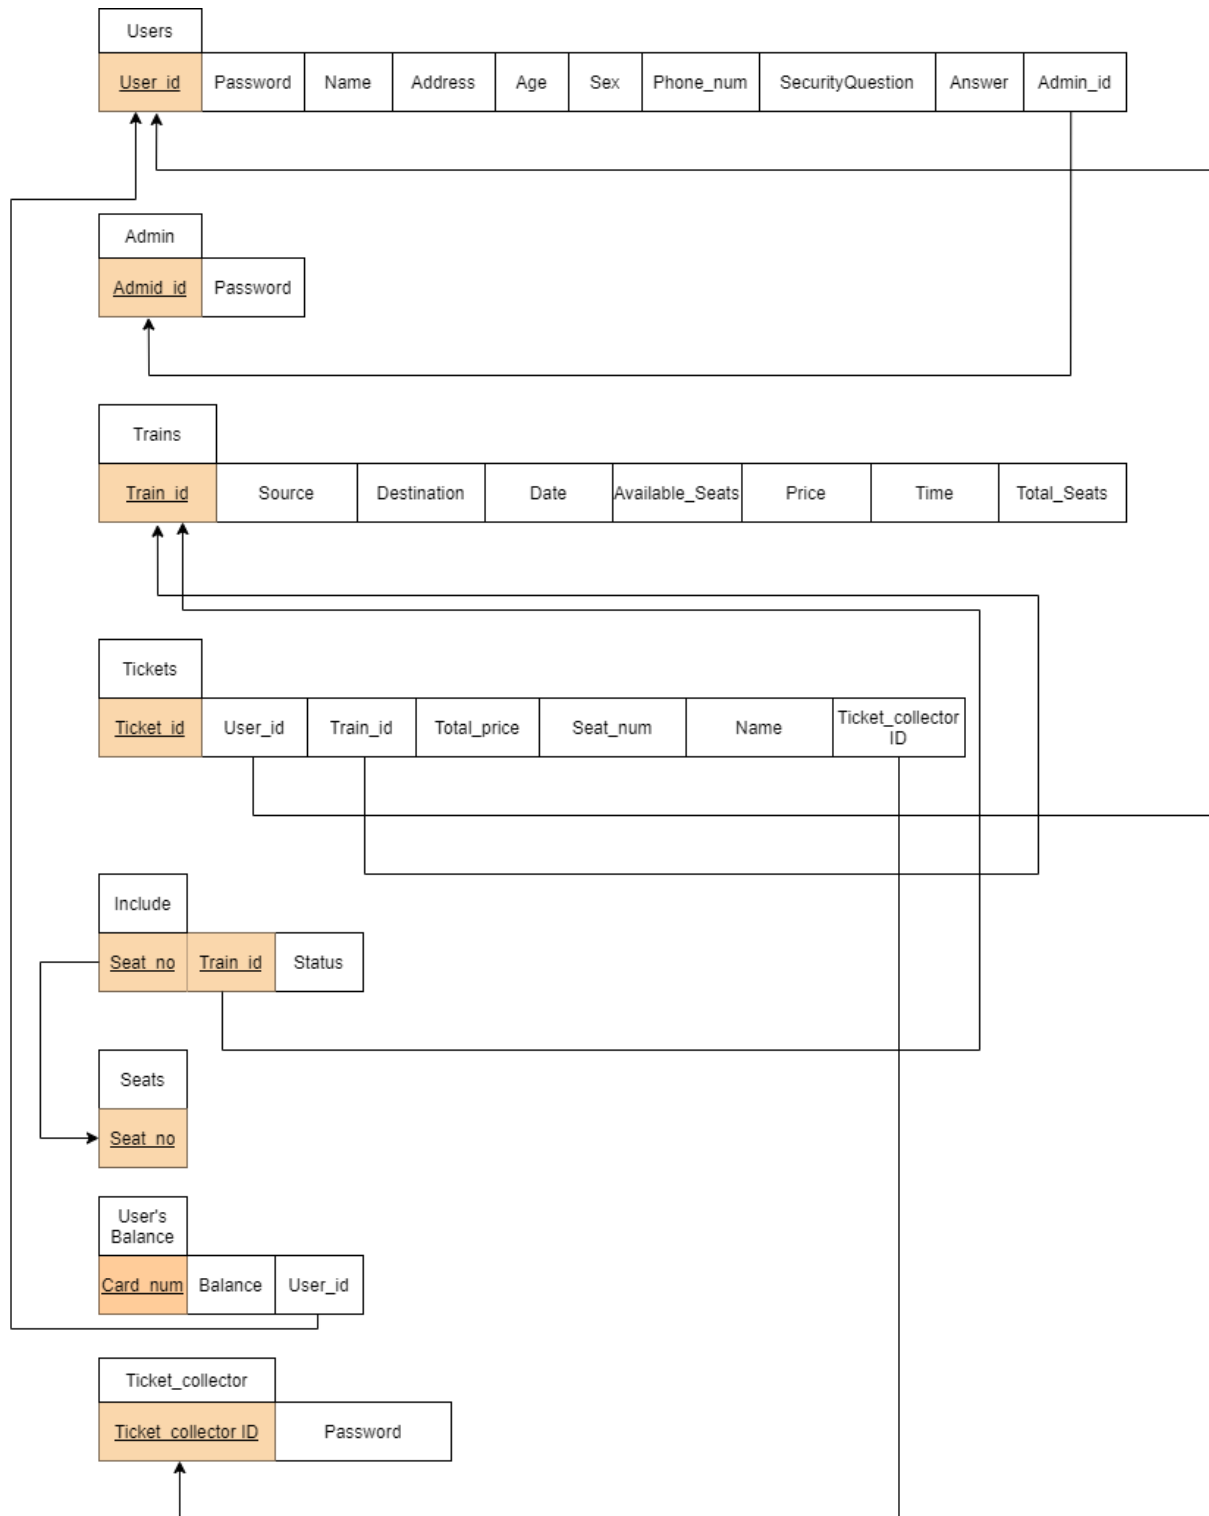 Users
User_id Password Name Address Age Sex Phone_num SecurityQuestion Answer Admin_id
Admin
Admid_id Password
Trains
Train_id Source Destination Date Available_Seats Price Time Total_Seats
Tickets
Ticket_id User_id Train_id Total_price Seat_num Name Ticket_collector
ID
Include
Seat_no Train_id Status
Seats
Seat_no
User's
Balance
Card_num Balance User_id
Ticket_collector
Ticket_collector ID Password